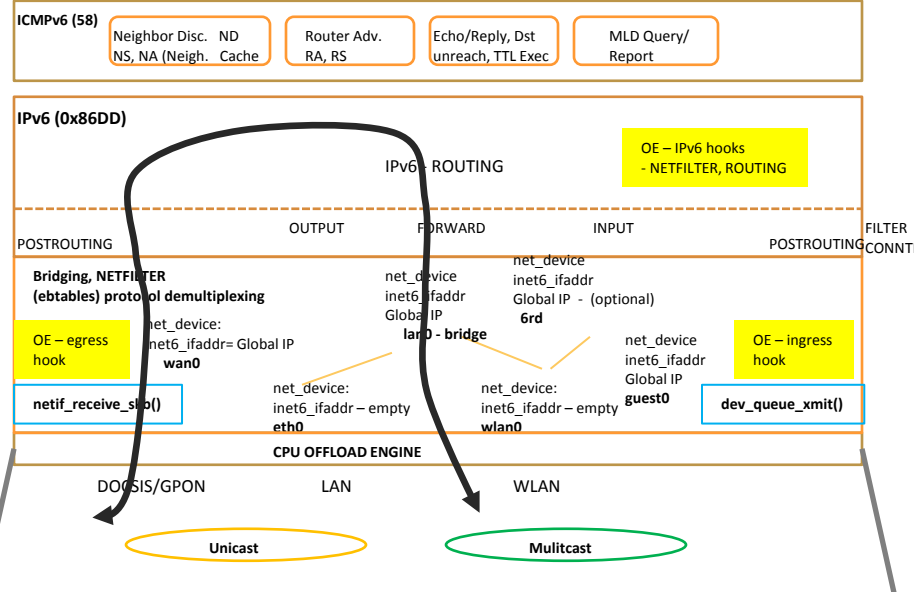 ICMPv6 (58)
Neighbor Disc. ND
NS, NA (Neigh. Cache
Router Adv.
RA, RS
Echo/Reply, Dst
unreach, TTL Exec
MLD Query/
Report
IPv6 (0x86DD)
IPv6 - ROUTING
OE – IPv6 hooks
- NETFILTER, ROUTING
OUTPUT
FORWARD
INPUT
FILTER
POSTROUTING
POSTROUTING
Bridging, NETFILTER
(ebtables) protocol demultiplexing
net_device
inet6_ifaddr
Global IP
lan0 - bridge
net_device
inet6_ifaddr
Global IP - (optional)
6rd
OE – egress
hook
net_device:
inet6_ifaddr= Global IP
wan0
net_device
inet6_ifaddr
Global IP
guest0
OE – ingress
hook
netif_receive_skb()
net_device:
inet6_ifaddr – empty
eth0
net_device:
inet6_ifaddr – empty
wlan0
dev_queue_xmit()
CPU OFFLOAD ENGINE
DOCSIS/GPON
LAN
WLAN
Unicast
Mulitcast